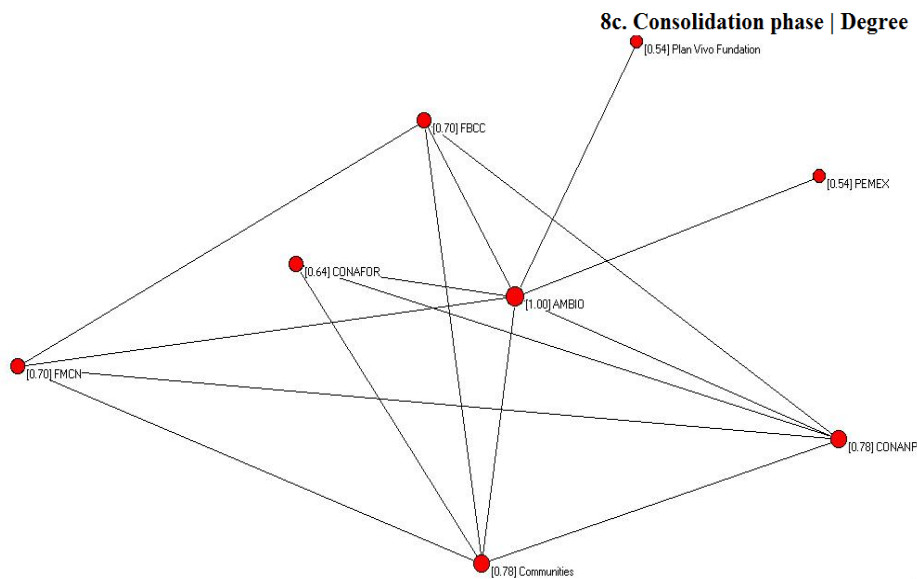 8c. Consolidation phase | Degree
[0.54] Plan Vivo Fundation
[0.70] FBCC
[0.54] PEMEX
[0.64] CONAFOR
[1.00] AMBIO
[0.70] FMCN
[0.78] CONANP
[0.78] Communities